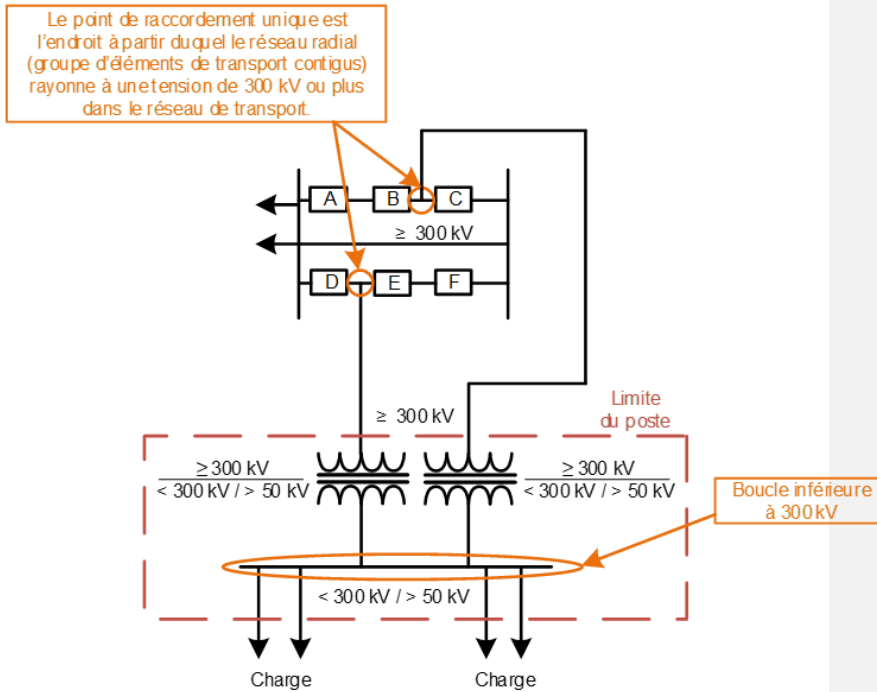 Le point de raccordement unique est
l'endroit à partir duquel le réseau radial
(groupe d'éléments de transport contigus)
rayonne à une tension de 300 kV ou plus
dans le réseau de transport.
A
B
C
≥ 300 kV
D
E
F
≥ 300 kV
Limite
du poste
≥ 300 kV
< 300 kV / > 50 kV
≥ 300 kV
< 300 kV / > 50 kV
Boucle inférieure
à 300 kV
< 300 kV / > 50 kV
Charge
Charge